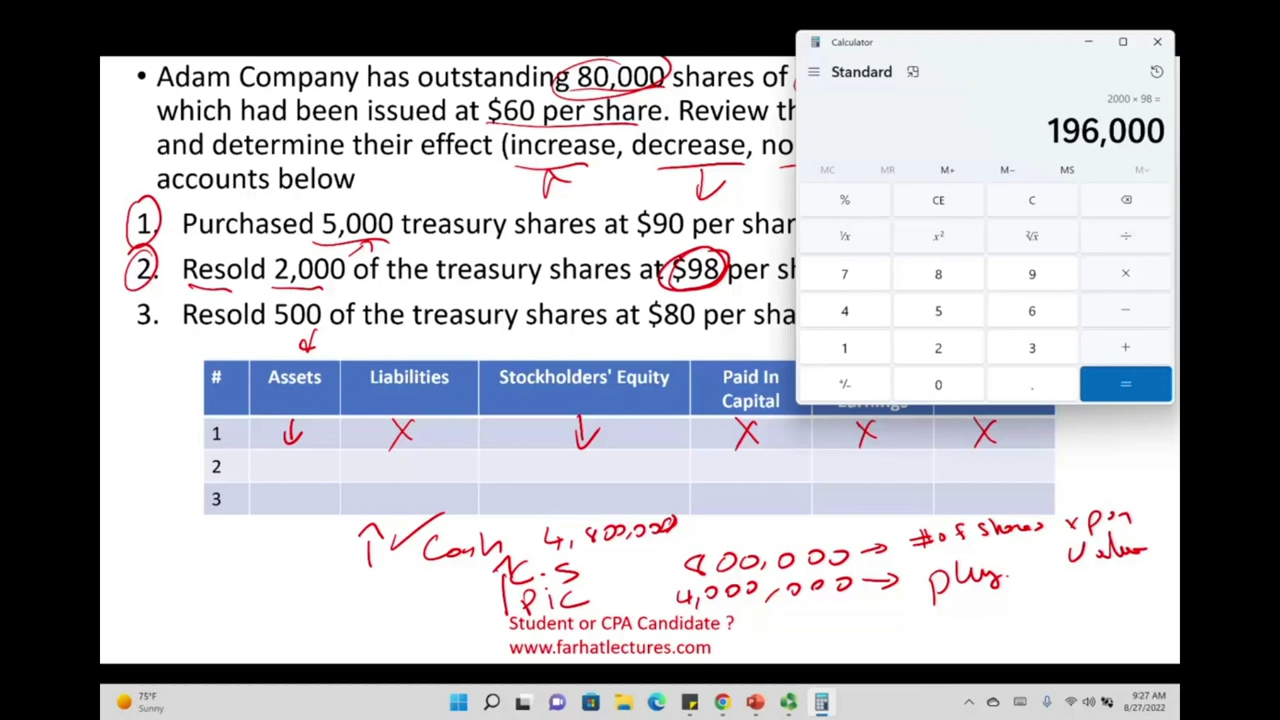 • Adam Company has outstanding 80,000 shares of
which had been issued at $60 per share. Review th
and determine their effect (increase, decrease, no
accounts below
1. Purchased 5,000 treasury shares at $90 per shar
2. Resold 2,000 of the treasury shares at $98 per sh
3. Resold 500 of the treasury shares at $80 per sha
Calculator
Standard
2000 × 98 =
196,000
MC MR M+ M− MS M˅
% CE C
¹/x x² ²√x ÷
7 8 9 ×
4 5 6 −
1 2 3 +
+/− 0 . =
# Assets Liabilities Stockholders' Equity Paid In
Capital
Earnings
1 ↓ X ↓ X X X
2
3
↑ ✓ Cash 4,800,000
↑ C.S 800,000 → # of shares x par
Value
↑ PIC 4,000,000 → plug.
Student or CPA Candidate ?
www.farhatlectures.com
75°F
Sunny
9:27 AM
8/27/2022